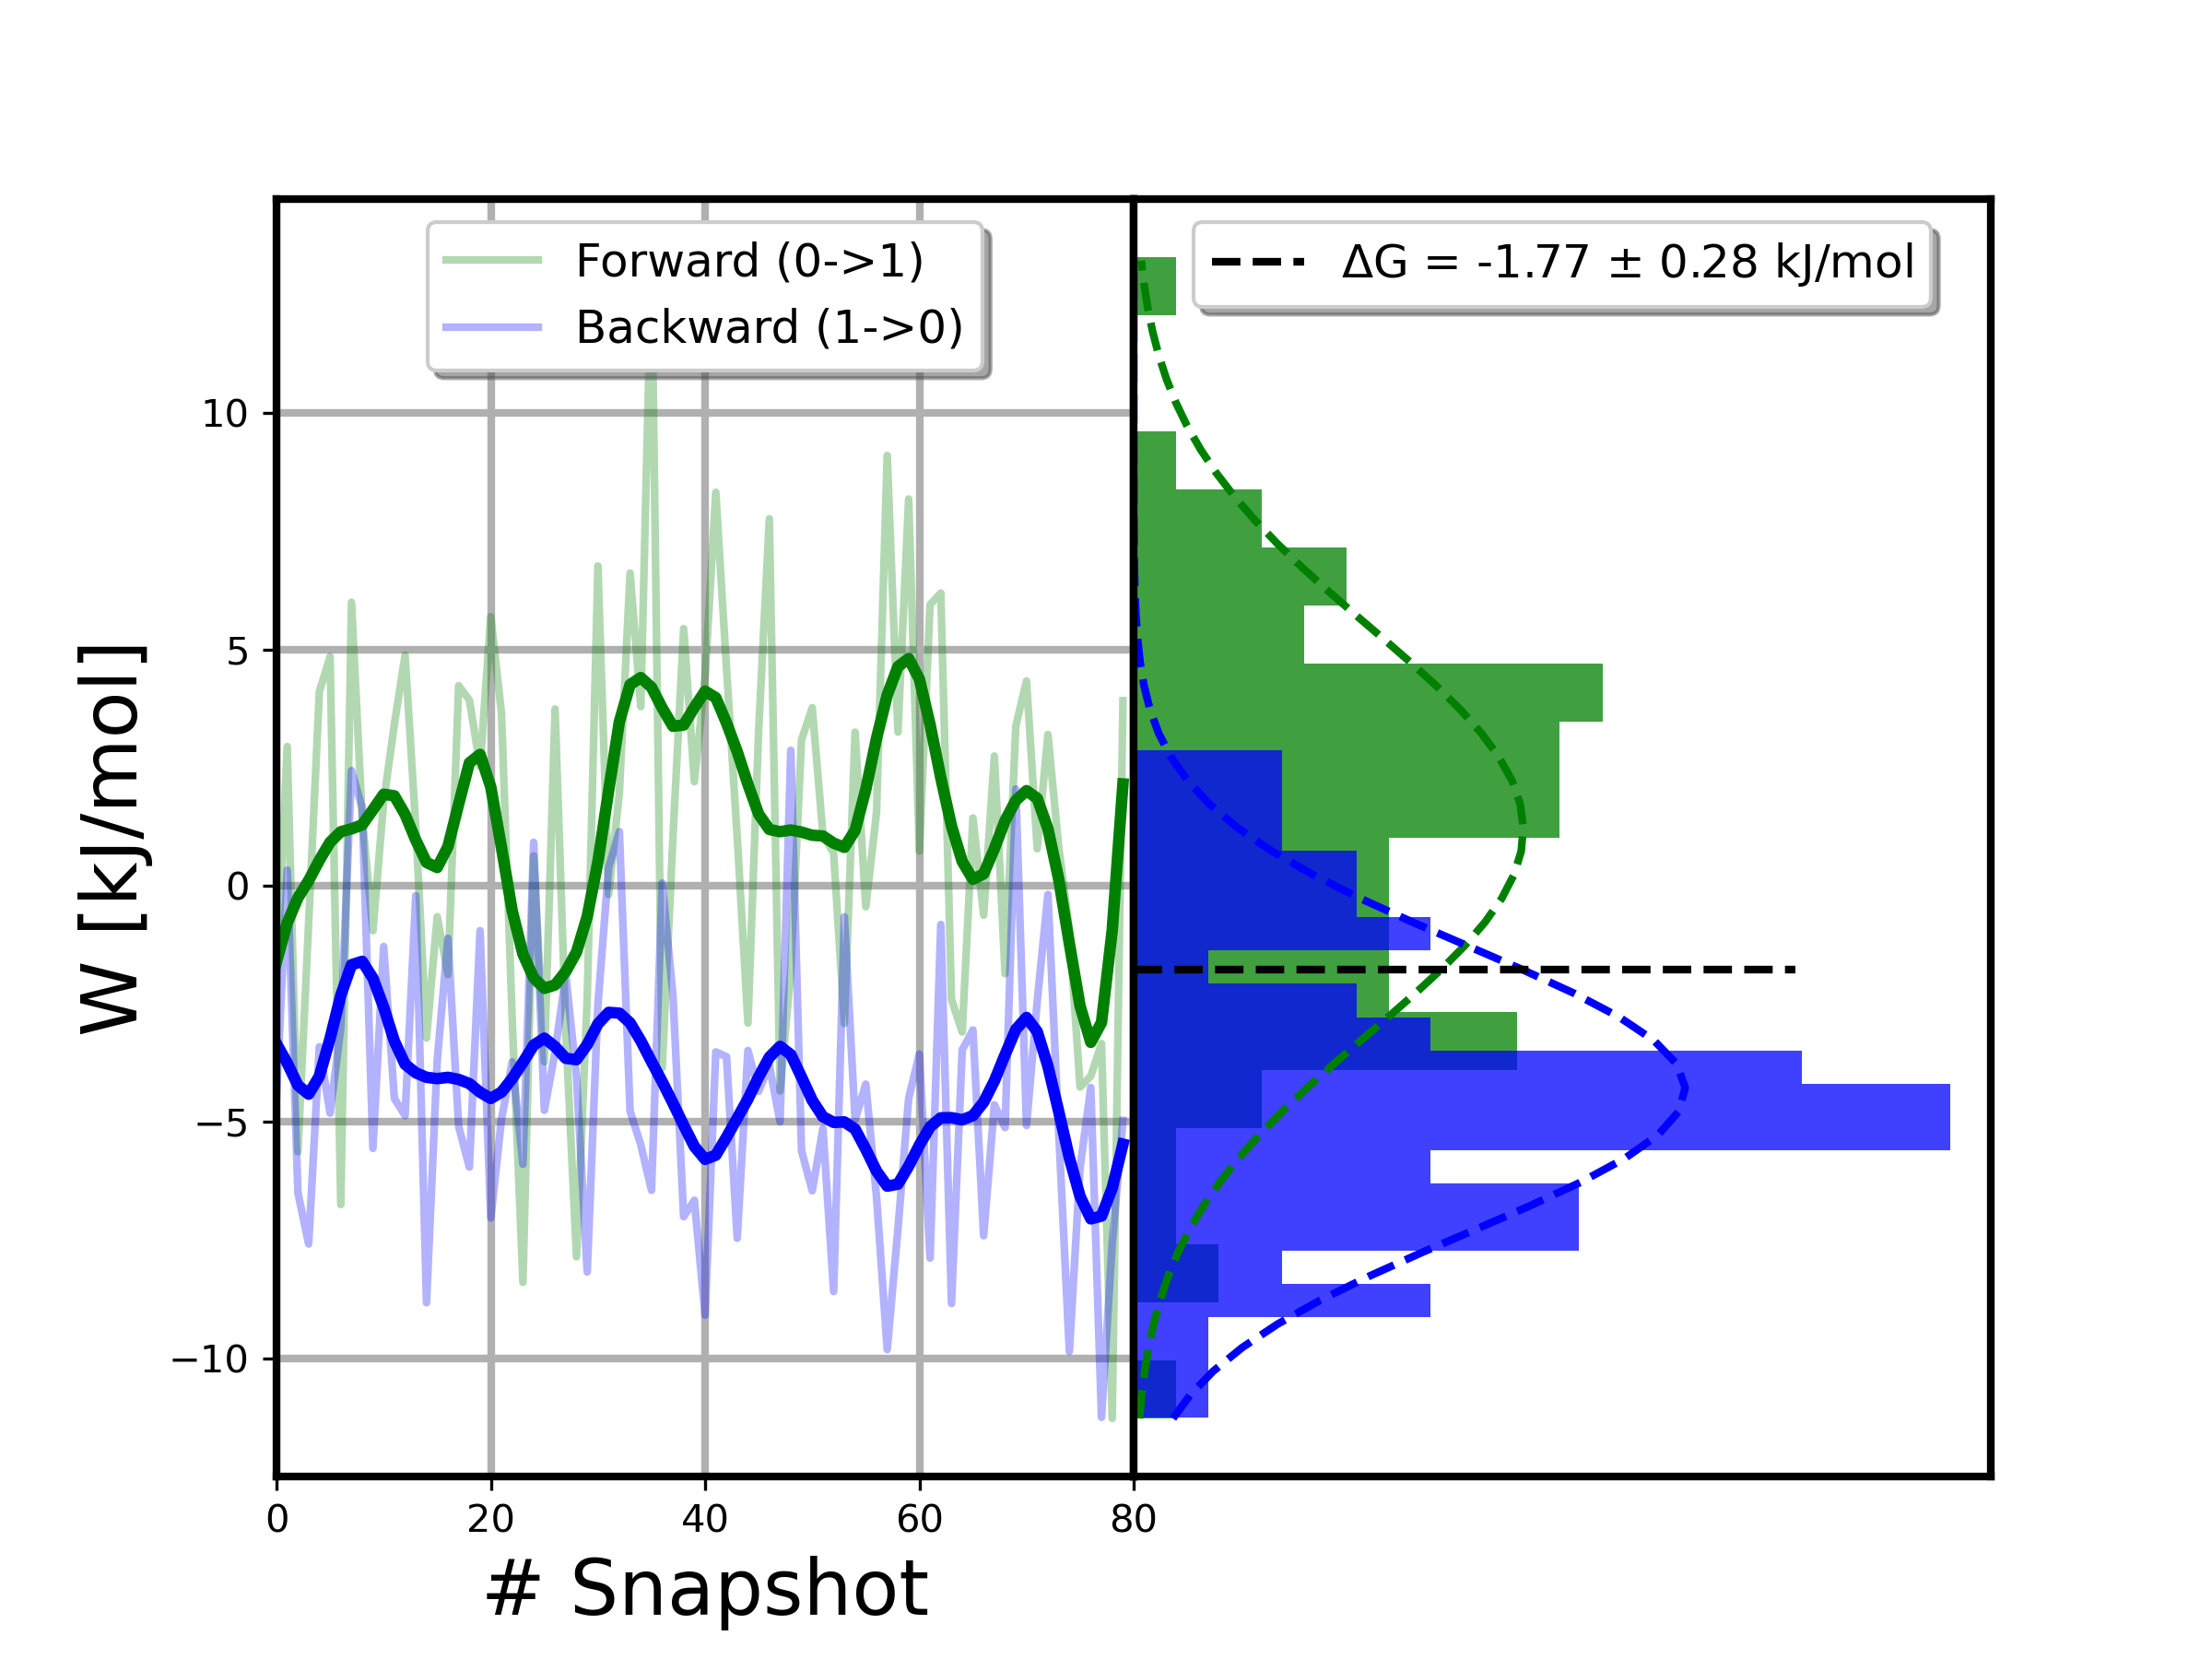 Forward (0->1)
Backward (1->0)
ΔG = -1.77 ± 0.28 kJ/mol
W [kJ/mol]
10
5
0
−5
−10
0 20 40 60 80
# Snapshot